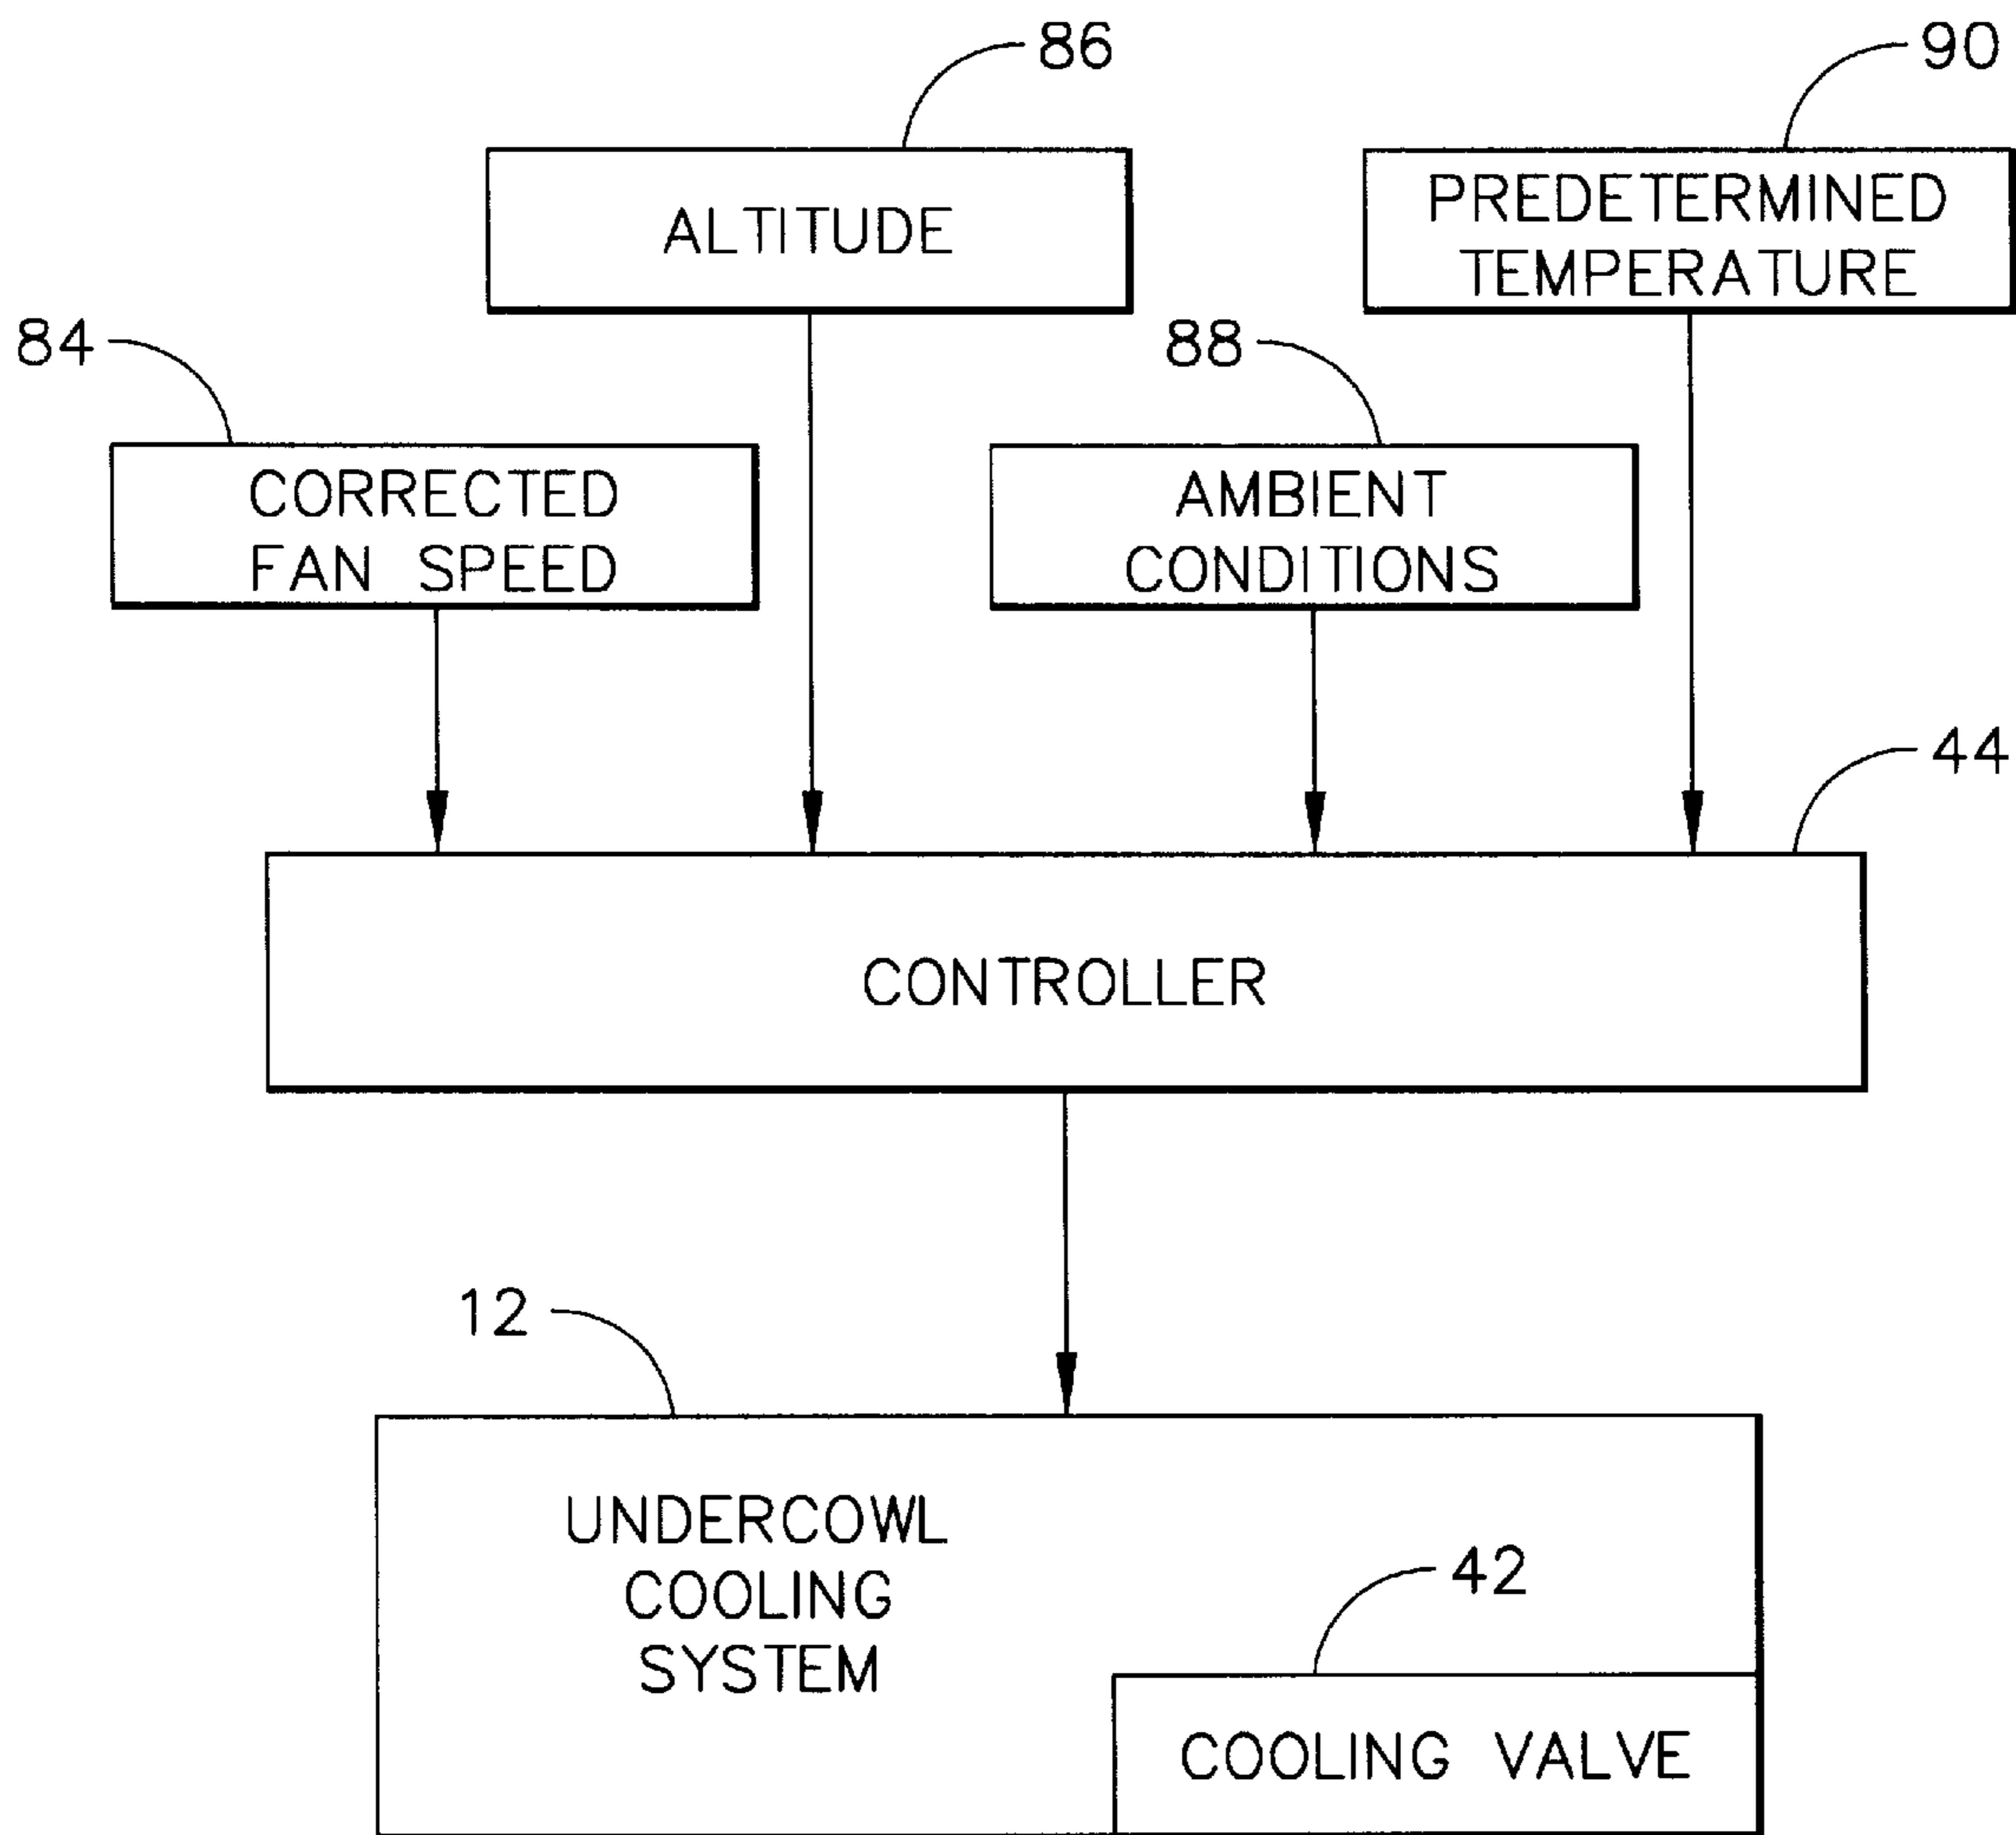 86
90
ALTITUDE
PREDETERMINED
TEMPERATURE
84
88
CORRECTED
FAN SPEED
AMBIENT
CONDITIONS
44
CONTROLLER
12
UNDERCOWL
COOLING
SYSTEM
42
COOLING VALVE